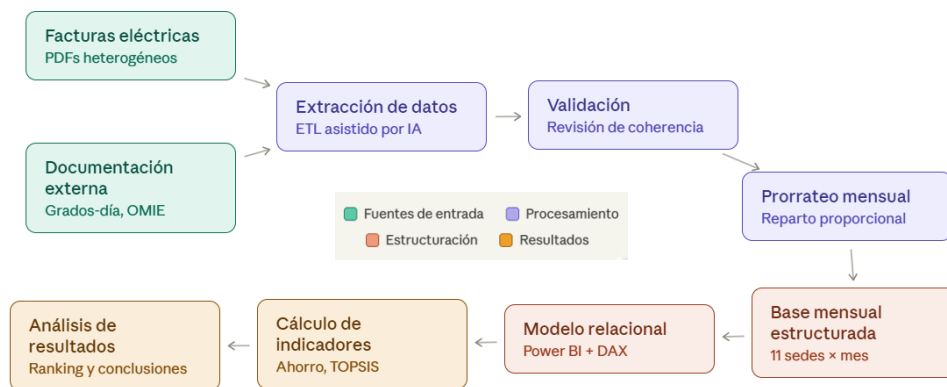 Facturas eléctricas
PDFs heterogéneos
Extracción de datos
ETL asistido por IA
Validación
Revisión de coherencia
Documentación
externa
Grados-día, OMIE
Prorrateo mensual
Reparto proporcional
Fuentes de entrada
Procesamiento
Estructuración
Resultados
Análisis de
resultados
Ranking y conclusiones
Cálculo de
indicadores
Ahorro, TOPSIS
Modelo relacional
Power BI + DAX
Base mensual
estructurada
11 sedes × mes